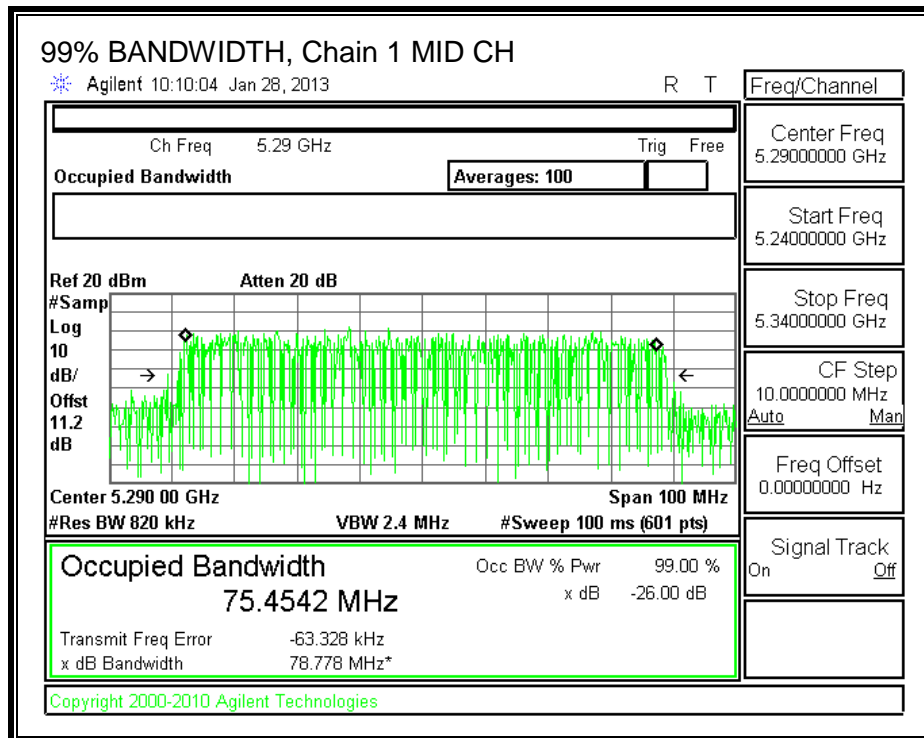 99% BANDWIDTH, Chain 1 MID CH
Agilent 10:10:04 Jan 28, 2013 R T
Freq/Channel
Ch Freq 5.29 GHz Trig Free
Occupied Bandwidth Averages: 100
Center Freq
5.29000000 GHz
Start Freq
5.24000000 GHz
Stop Freq
5.34000000 GHz
CF Step
10.0000000 MHz
Auto Man
Freq Offset
0.00000000 Hz
Signal Track
On Off
Ref 20 dBm Atten 20 dB
#Samp
Log
10
dB/
Offst
11.2
dB
Center 5.290 00 GHz Span 100 MHz
#Res BW 820 kHz VBW 2.4 MHz #Sweep 100 ms (601 pts)
Occupied Bandwidth Occ BW % Pwr 99.00 %
75.4542 MHz x dB -26.00 dB
Transmit Freq Error -63.328 kHz
x dB Bandwidth 78.778 MHz*
Copyright 2000-2010 Agilent Technologies